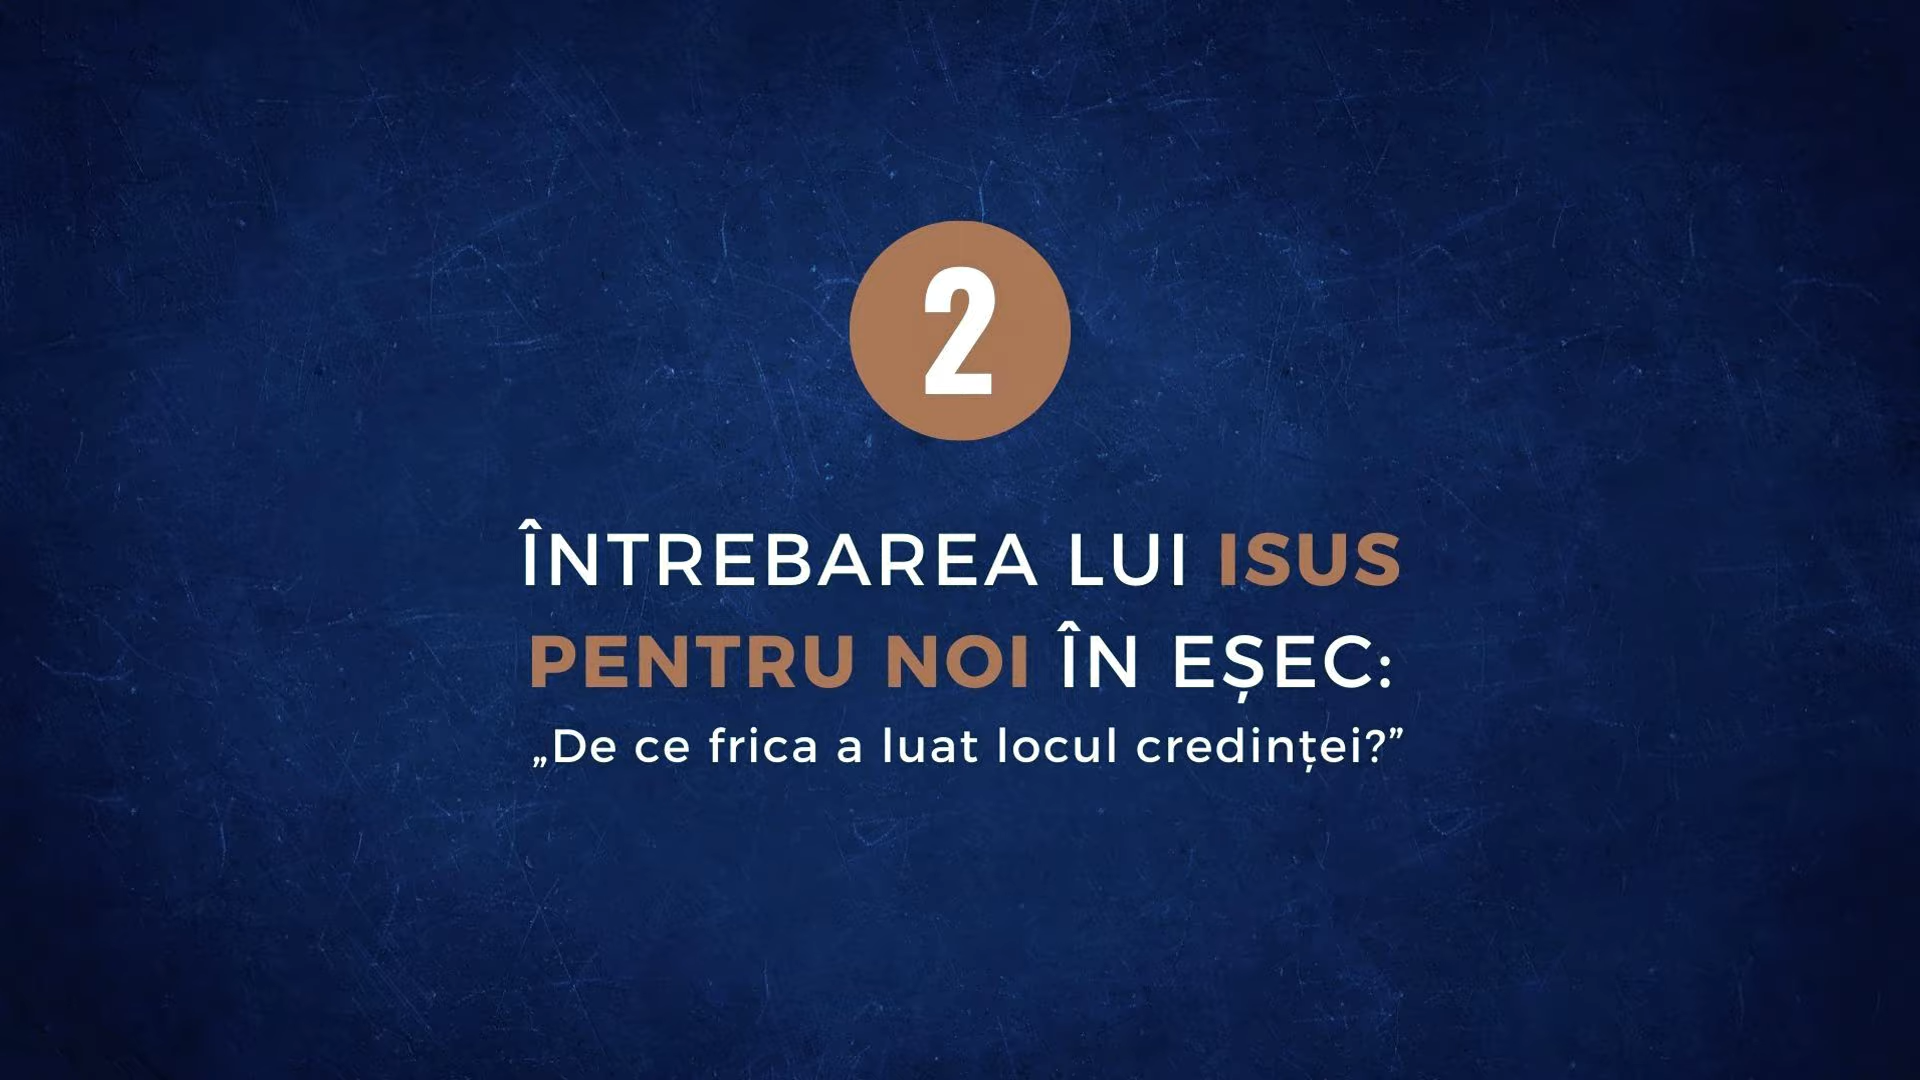 2
ÎNTREBAREA LUI ISUS
PENTRU NOI ÎN EȘEC:
„De ce frica a luat locul credinței?”